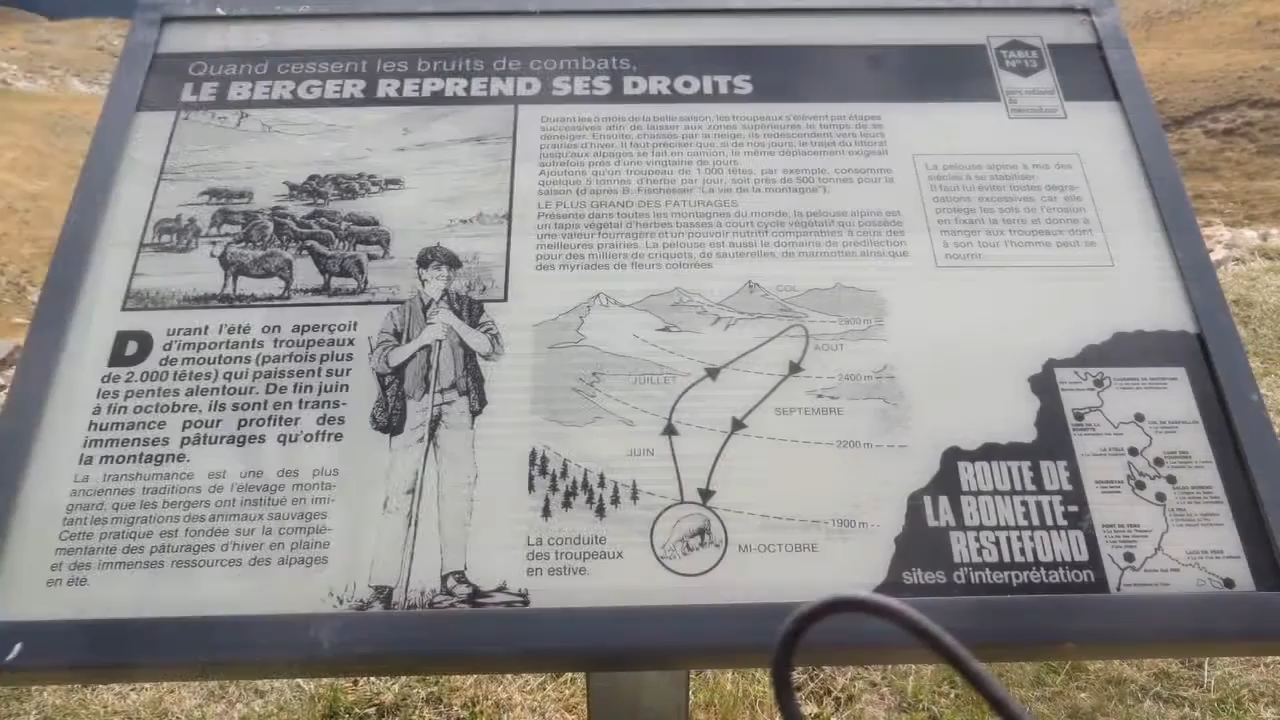 Quand cessent les bruits de combats,
LE BERGER REPREND SES DROITS
TABLE
N° 13
parc national
du
mercantour
Durant les 5 mois de la belle saison, les troupeaux s'élèvent par étapes
successives afin de laisser aux zones supérieures le temps de se
déneiger. Ensuite, chassés par la neige, ils redescendent vers leurs
prairies d'hiver. Il faut préciser que, si de nos jours, le trajet du littoral
jusqu'aux alpages se fait en camion, le même déplacement exigeait
autrefois près d'une vingtaine de jours.
Ajoutons qu'un troupeau de 1.000 têtes, par exemple, consomme
quelque 5 tonnes d'herbe par jour, soit près de 500 tonnes pour la
saison (d'après B. Fischesser "La vie de la montagne").
LE PLUS GRAND DES PATURAGES
Présente dans toutes les montagnes du monde, la pelouse alpine est
un tapis végétal d'herbes basses à court cycle végétatif qui possède
une valeur fourragère et un pouvoir nutritif comparables à ceux des
meilleures prairies. La pelouse est aussi le domaine de prédilection
pour des milliers de criquets, de sauterelles, de marmottes ainsi que
des myriades de fleurs colorées.
La pelouse alpine a mis des
siècles à se stabiliser.
Il faut lui éviter toutes dégra-
dations excessives car elle
protège les sols de l'érosion
en fixant la terre et donne à
manger aux troupeaux dont
à son tour l'homme peut se
nourrir.
Durant l'été on aperçoit
d'importants troupeaux
de moutons (parfois plus
de 2.000 têtes) qui paissent sur
les pentes alentour. De fin juin
à fin octobre, ils sont en trans-
humance pour profiter des
immenses pâturages qu'offre
la montagne.
La transhumance est une des plus
anciennes traditions de l'élevage monta-
gnard, que les bergers ont institué en imi-
tant les migrations des animaux sauvages.
Cette pratique est fondée sur la complé-
mentarité des pâturages d'hiver en plaine
et des immenses ressources des alpages
en été.
COL
2800 m
AOUT
JUILLET
2400 m
SEPTEMBRE
JUIN
2200 m
1900 m
MI-OCTOBRE
La conduite
des troupeaux
en estive.
ROUTE DE
LA BONETTE-
RESTEFOND
sites d'interprétation